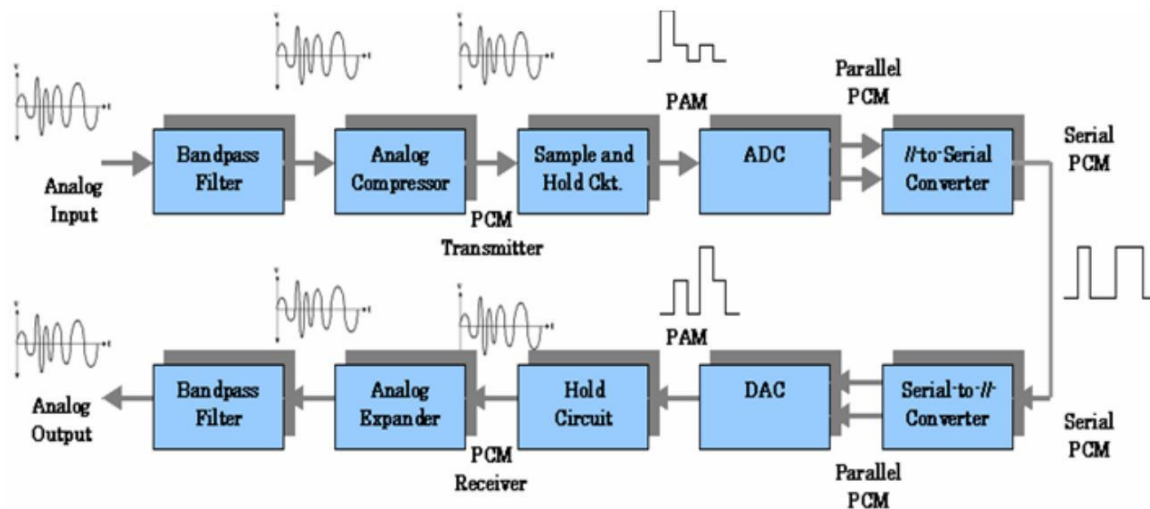 PAM
Parallel
PCM
Bandpass
Filter
Analog
Compressor
Sample and
Hold Ckt.
ADC
//-to-Serial
Converter
Serial
PCM
Analog
Input
PCM
Transmitter
PAM
Bandpass
Filter
Analog
Expander
Hold
Circuit
DAC
Serial-to-//-
Converter
Analog
Output
PCM
Receiver
Parallel
PCM
Serial
PCM